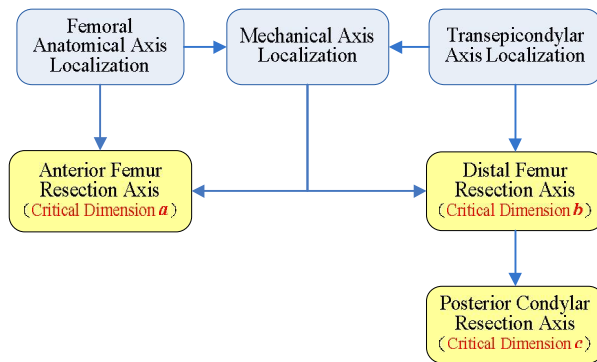 Femoral
Anatomical Axis
Localization
Mechanical Axis
Localization
Transepicondylar
Axis Localization
Anterior Femur
Resection Axis
（Critical Dimension a）
Distal Femur
Resection Axis
（Critical Dimension b）
Posterior Condylar
Resection Axis
（Critical Dimension c）